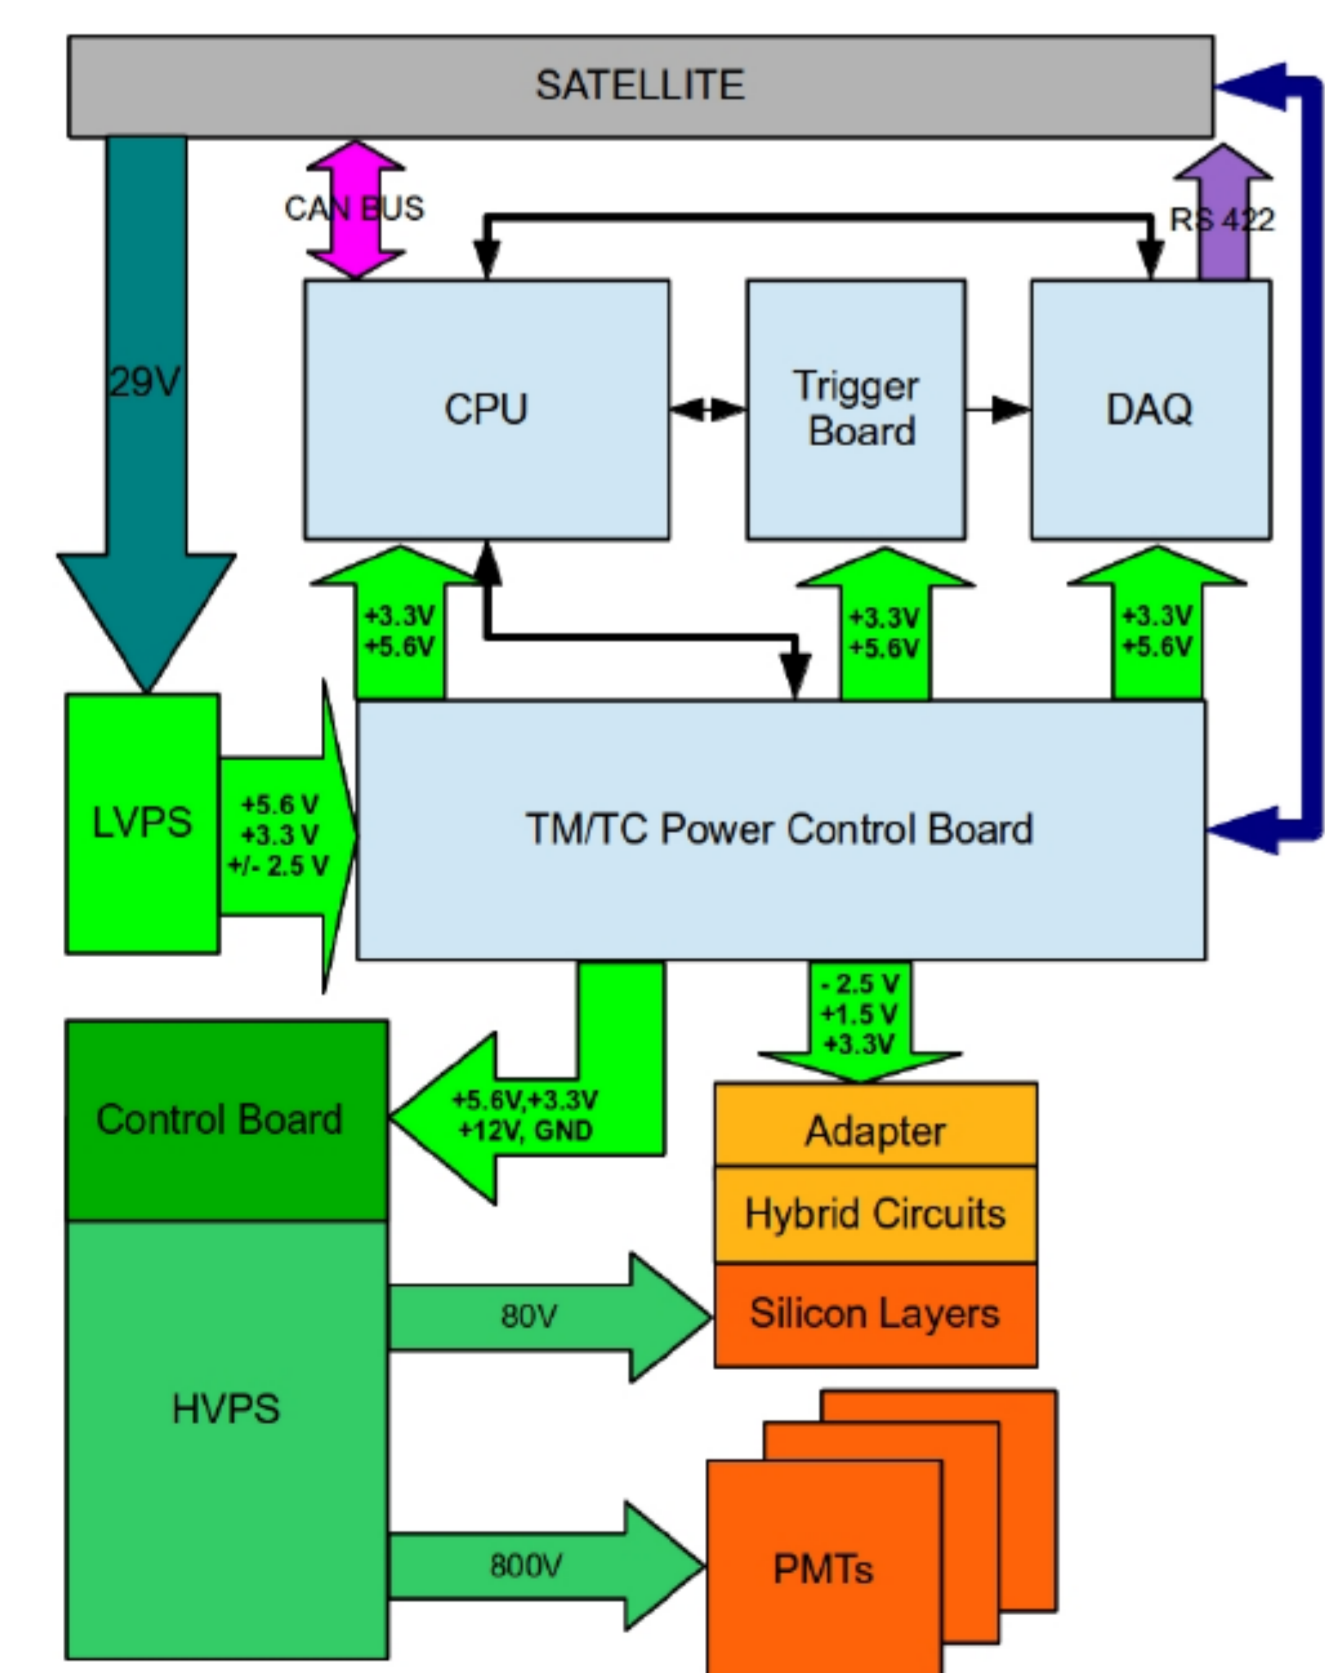 SATELLITE
CAN BUS
RS 422
29V
CPU
Trigger
Board
DAQ
+3.3V
+5.6V
+3.3V
+5.6V
+3.3V
+5.6V
LVPS
+5.6 V
+3.3 V
+/- 2.5 V
TM/TC Power Control Board
- 2.5 V
+1.5 V
+3.3V
Control Board
+5.6V,+3.3V
+12V, GND
Adapter
Hybrid Circuits
Silicon Layers
80V
HVPS
800V
PMTs